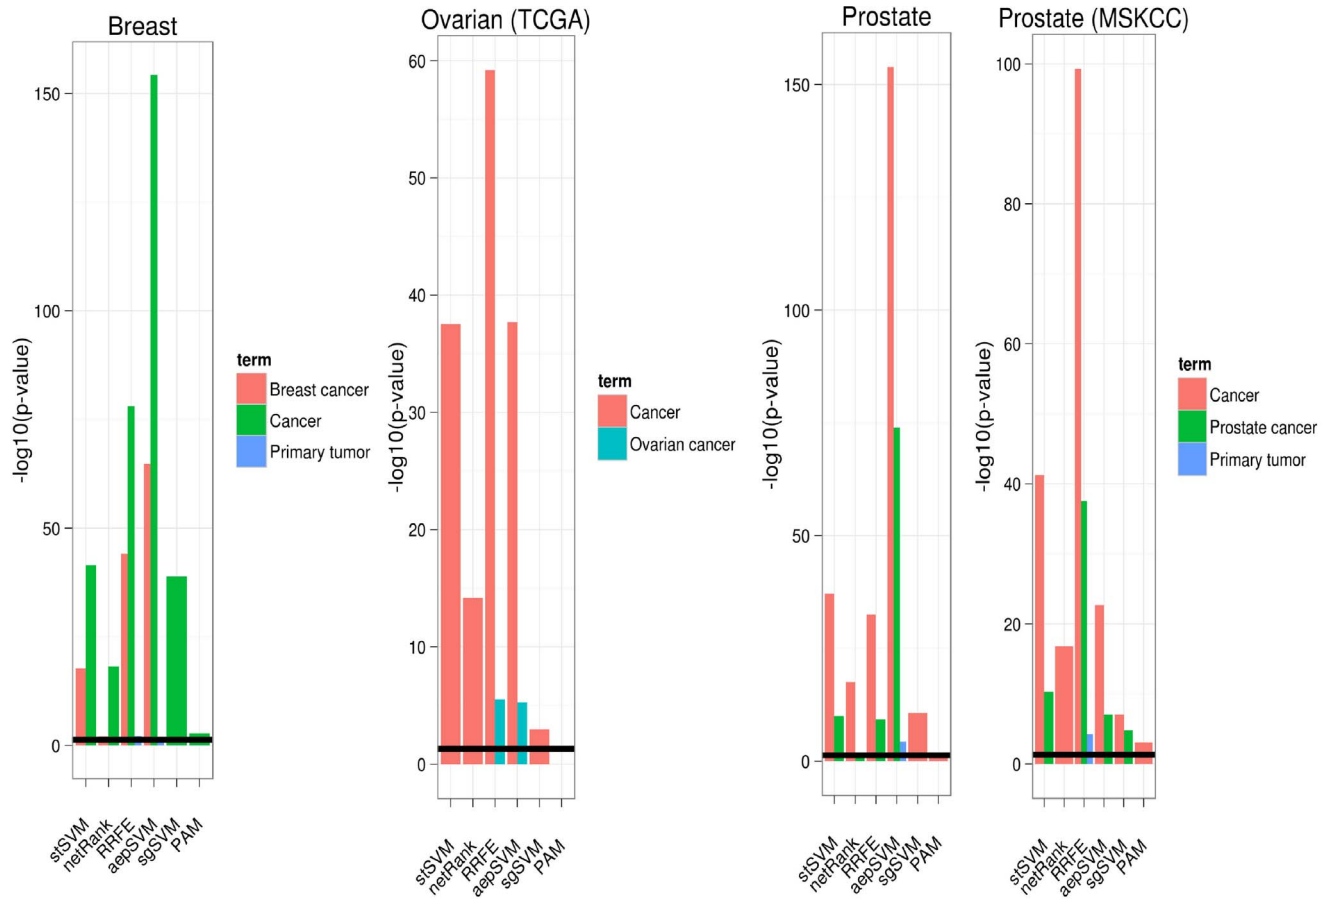 Breast
-log10(p-value)
150
100
50
0
stSVM
netRank
RRFE
aepSVM
sgSVM
PAM
term
Breast cancer
Cancer
Primary tumor
Ovarian (TCGA)
-log10(p-value)
60
50
40
30
20
10
0
stSVM
netRank
RRFE
aepSVM
sgSVM
PAM
term
Cancer
Ovarian cancer
Prostate
-log10(p-value)
150
100
50
0
stSVM
netRank
RRFE
aepSVM
sgSVM
PAM
Prostate (MSKCC)
-log10(p-value)
100
80
60
40
20
0
stSVM
netRank
RRFE
aepSVM
sgSVM
PAM
term
Cancer
Prostate cancer
Primary tumor